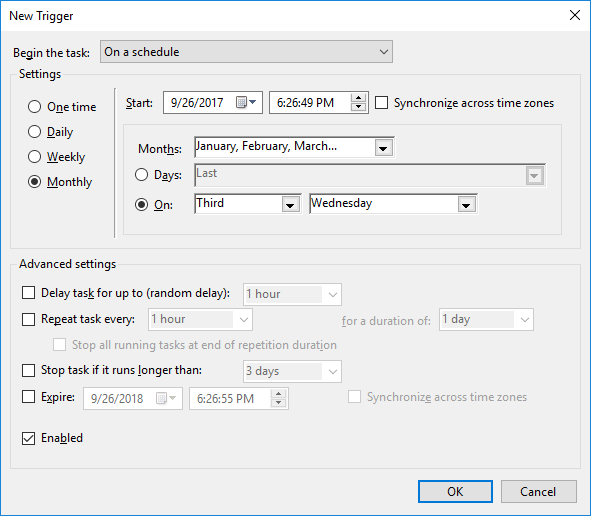 New Trigger
Begin the task: On a schedule
Settings
One time
Daily
Weekly
Monthly
Start: 9/26/2017 6:26:49 PM Synchronize across time zones
Months: January, February, March...
Days: Last
On: Third Wednesday
Advanced settings
Delay task for up to (random delay): 1 hour
Repeat task every: 1 hour for a duration of: 1 day
Stop all running tasks at end of repetition duration
Stop task if it runs longer than: 3 days
Expire: 9/26/2018 6:26:55 PM Synchronize across time zones
Enabled
OK Cancel